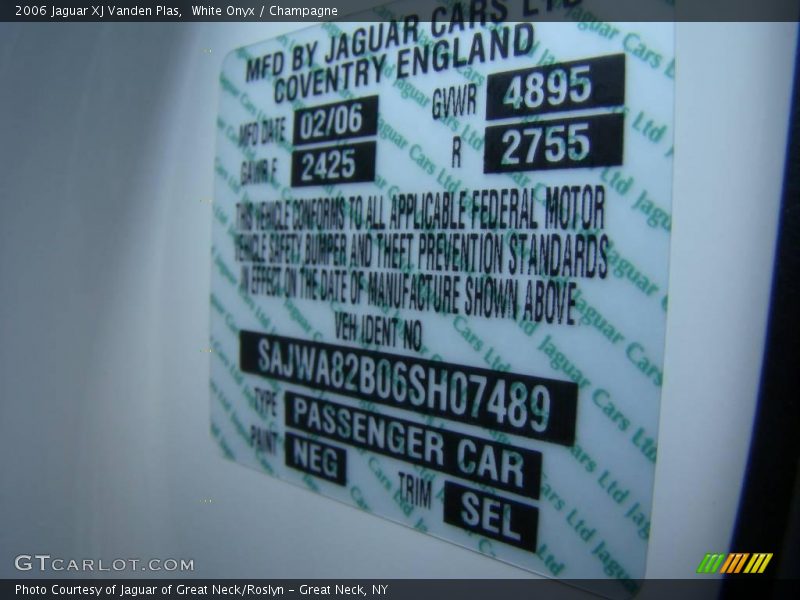 2006 Jaguar XJ Vanden Plas, White Onyx / Champagne
MFD BY JAGUAR CARS LTD
COVENTRY ENGLAND
MFD DATE 02/06 GVWR 4895
GAWR F 2425 R 2755
THIS VEHICLE CONFORMS TO ALL APPLICABLE FEDERAL MOTOR
VEHICLE SAFETY BUMPER AND THEFT PREVENTION STANDARDS
IN EFFECT ON THE DATE OF MANUFACTURE SHOWN ABOVE
VEH IDENT NO
SAJWA82B06SH07489
TYPE PASSENGER CAR
PAINT NEG TRIM SEL
GTCARLOT.COM
Photo Courtesy of Jaguar of Great Neck/Roslyn - Great Neck, NY